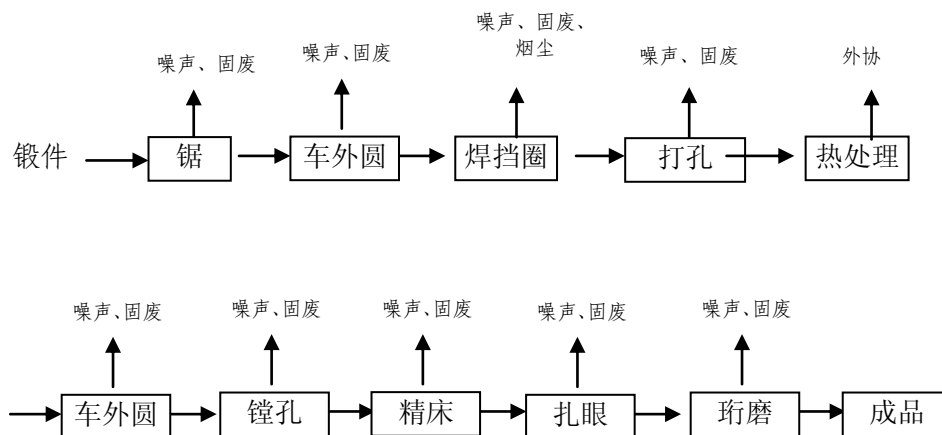 噪声、固废、
烟尘
噪声、固废
噪声、固废
噪声、固废
外协
锻件
锯
车外圆
焊挡圈
打孔
热处理
噪声、固废
噪声、固废
噪声、固废
噪声、固废
噪声、固废
车外圆
镗孔
精床
扎眼
珩磨
成品